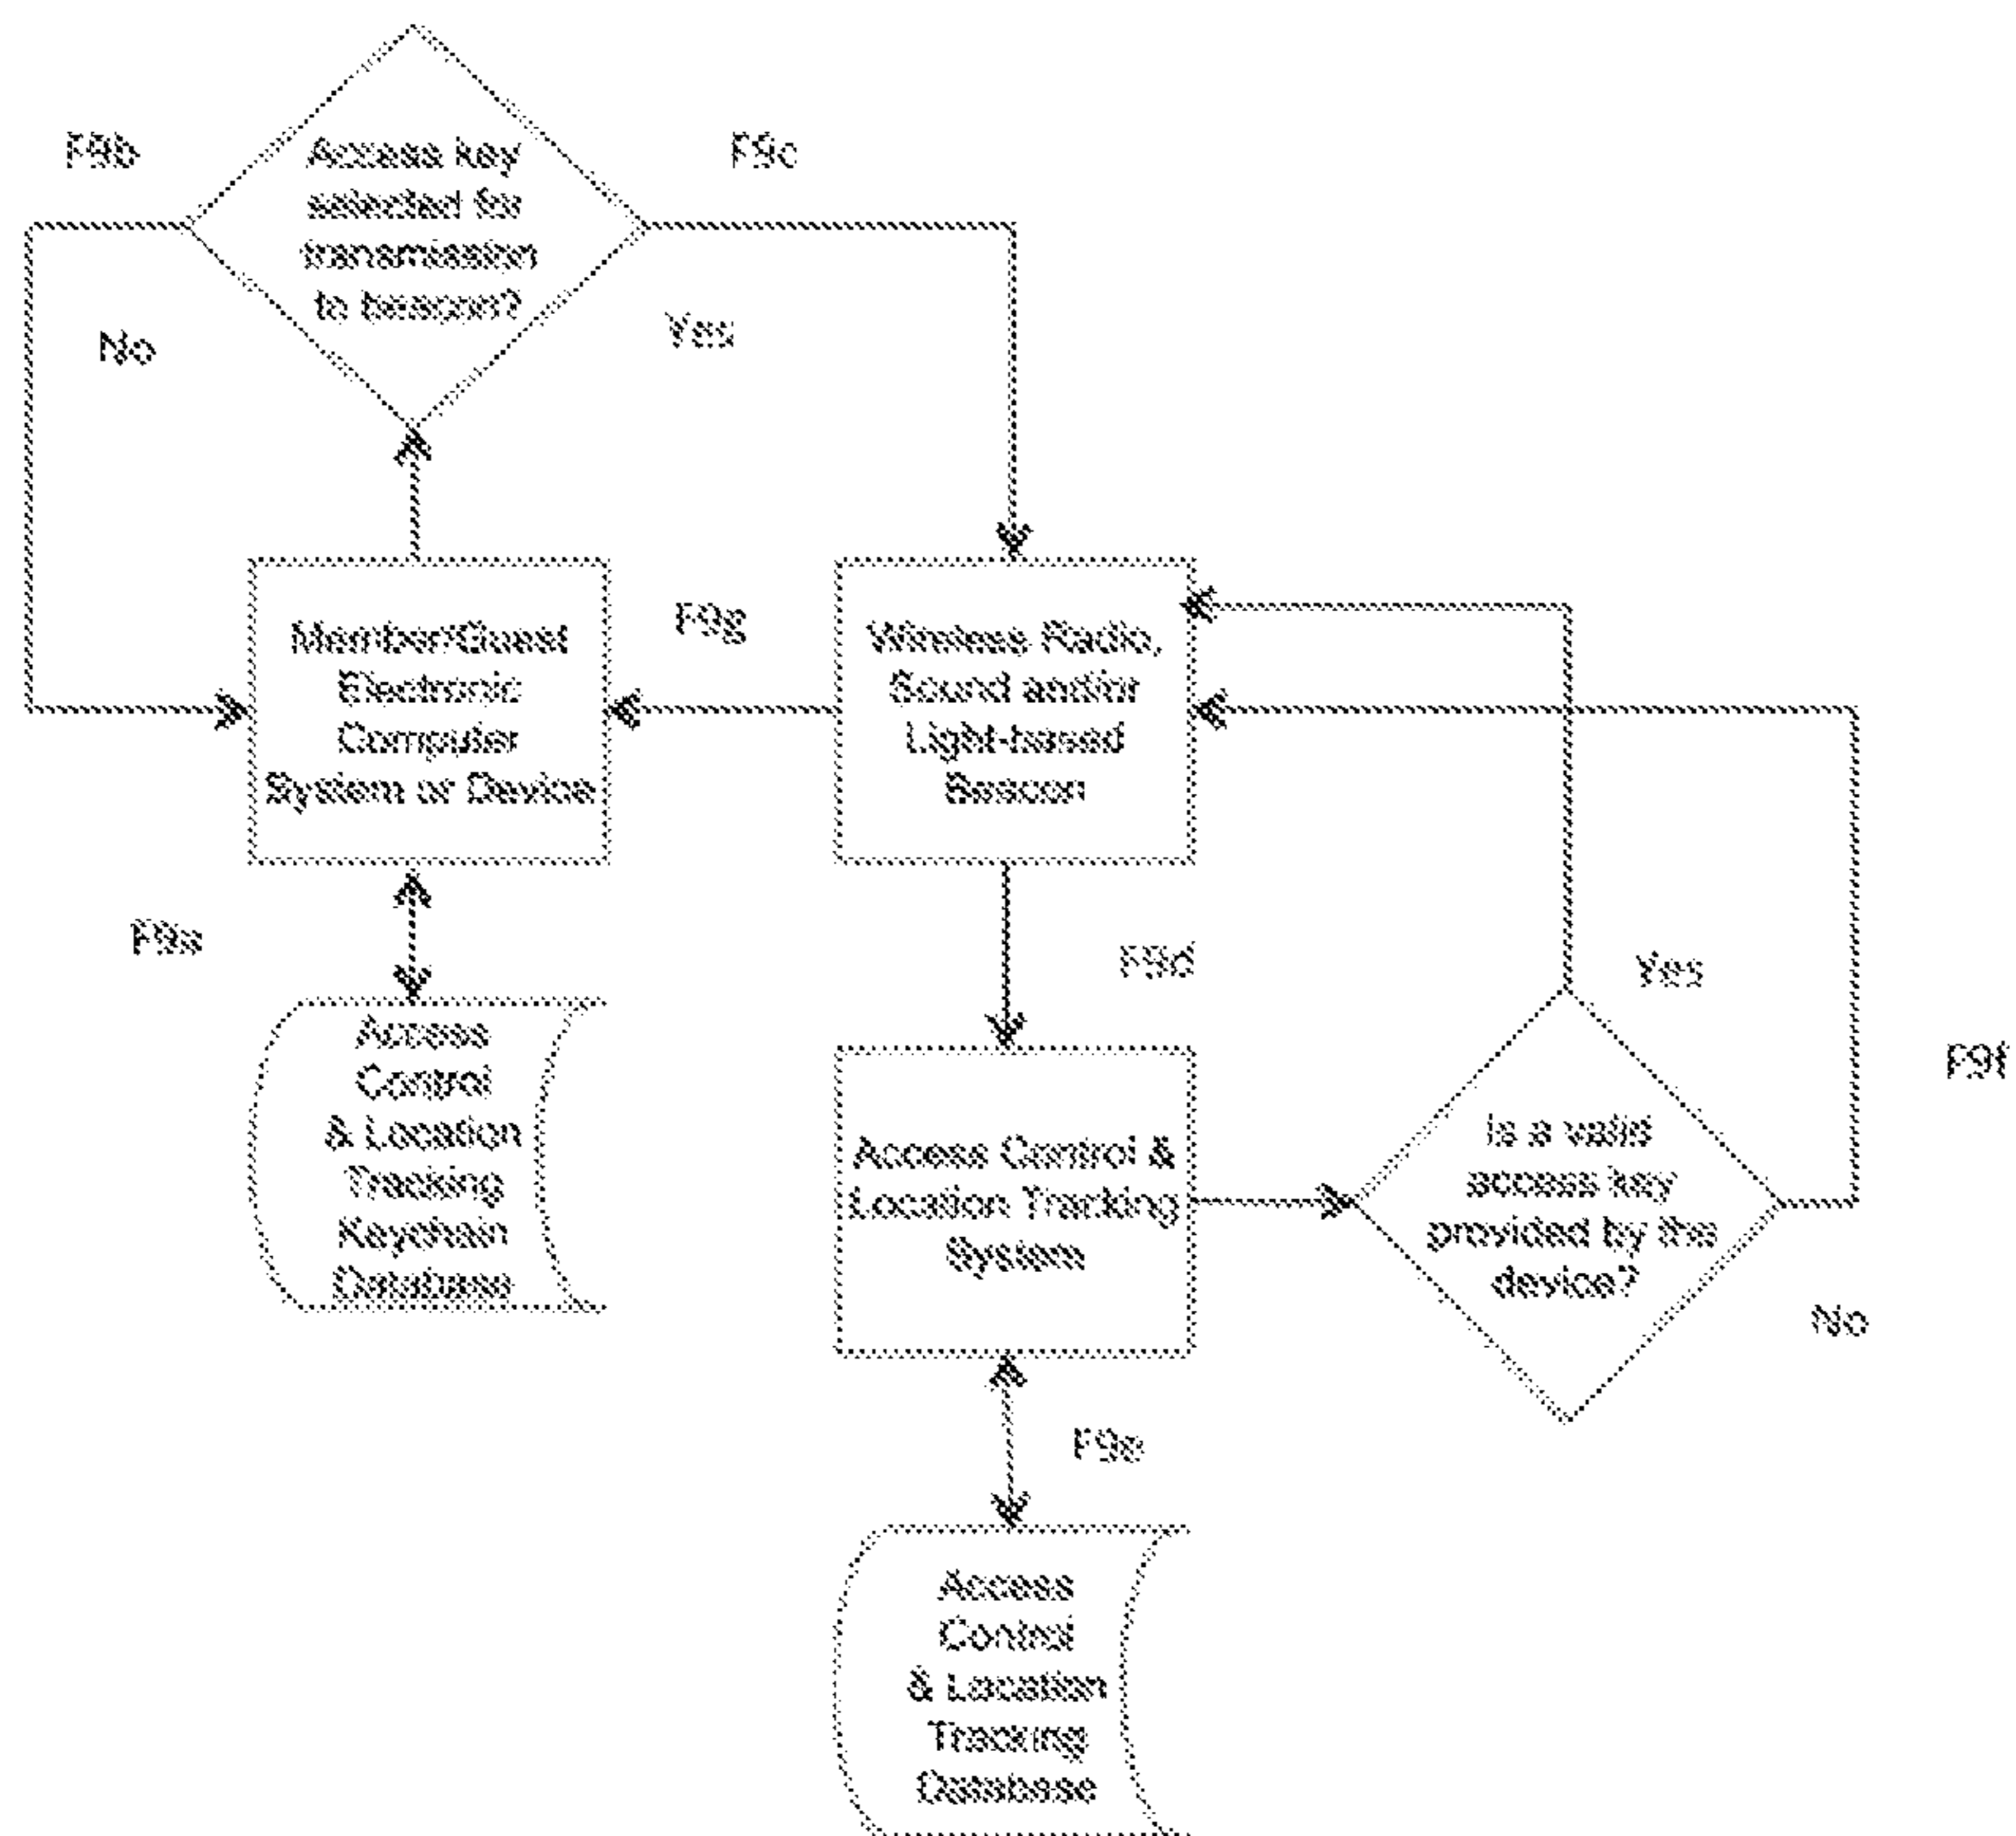 F9b
Access key
selected for
transmission
to beacon?
F9c
No
Yes
Member/Guest
Electronic
Computer
System or Device
F9g
Wireless Radio,
Sound and/or
Light-based
Beacon
F9a
Access
Control
& Location
Tracking
Keychain
Database
F9d
Yes
F9f
Access Control &
Location Tracking
System
Is a valid
access key
provided by the
device?
No
F9e
Access
Control
& Location
Tracking
Database